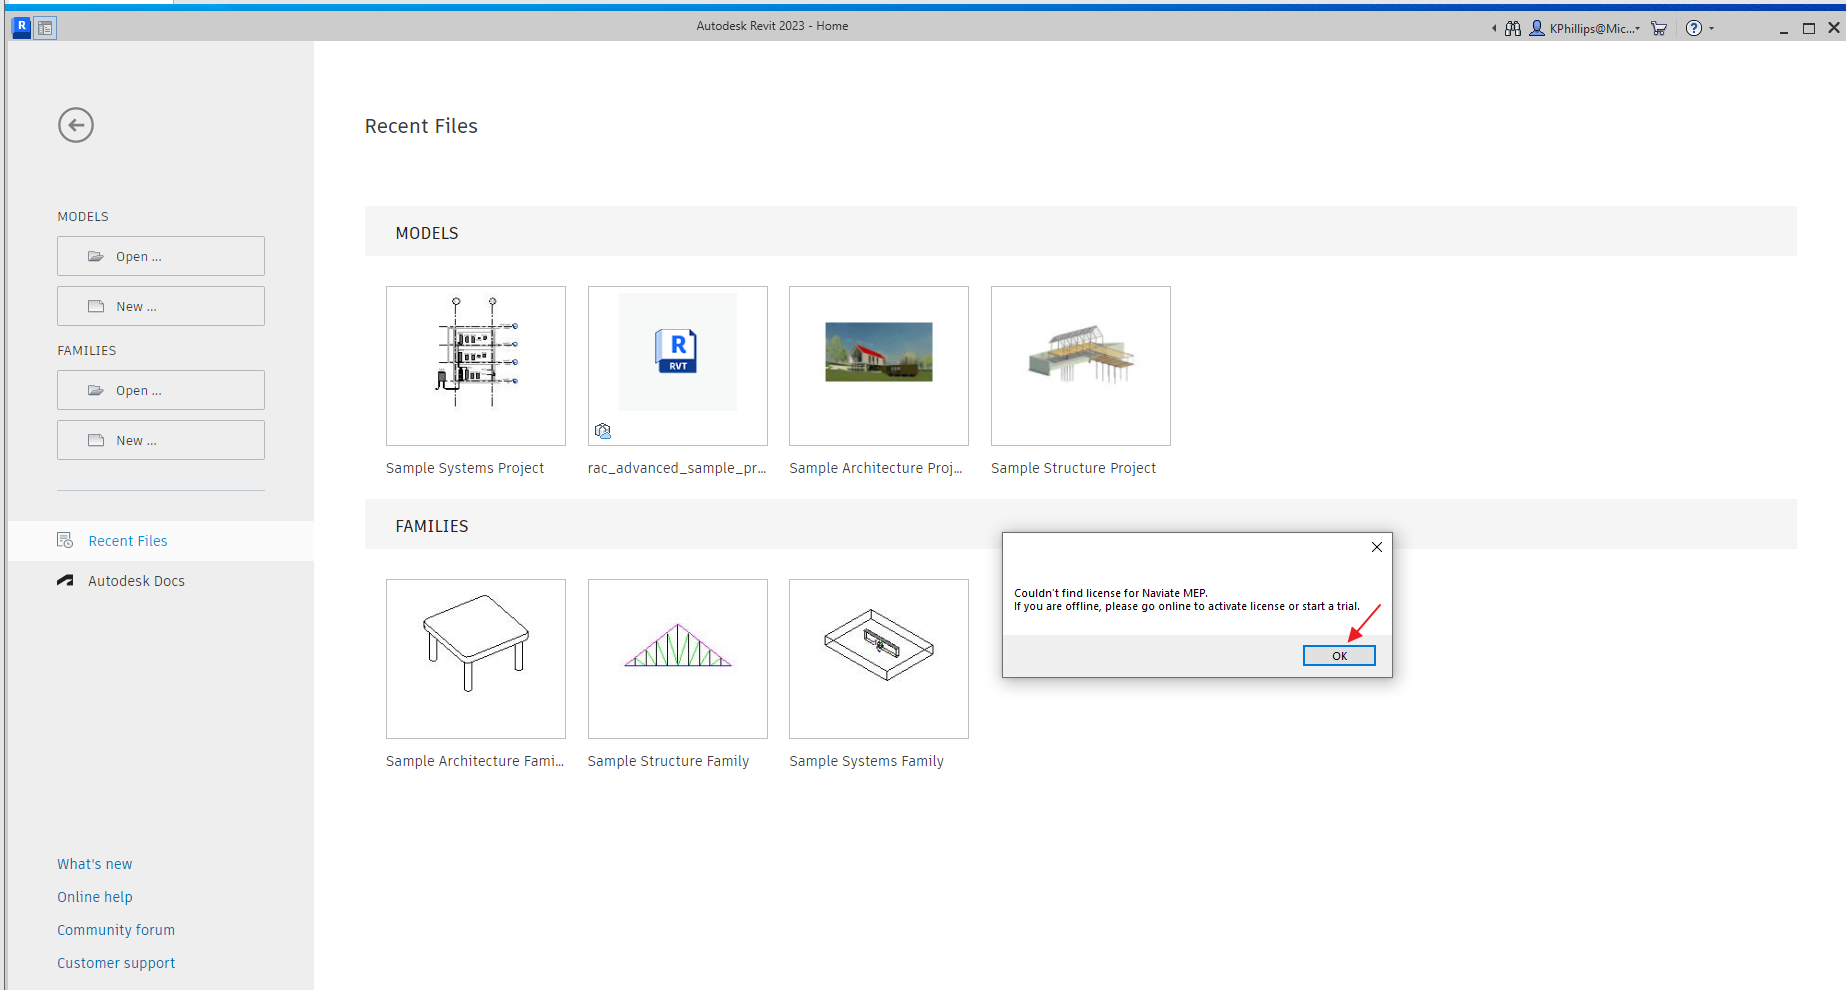 Autodesk Revit 2023 - Home
KPhillips@Mic...
Recent Files
MODELS
Open ...
New ...
FAMILIES
Open ...
New ...
Recent Files
Autodesk Docs
What's new
Online help
Community forum
Customer support
MODELS
R
RVT
Sample Systems Project
rac_advanced_sample_pr...
Sample Architecture Proj...
Sample Structure Project
FAMILIES
Sample Architecture Fami...
Sample Structure Family
Sample Systems Family
Couldn't find license for Naviate MEP.
If you are offline, please go online to activate license or start a trial.
OK